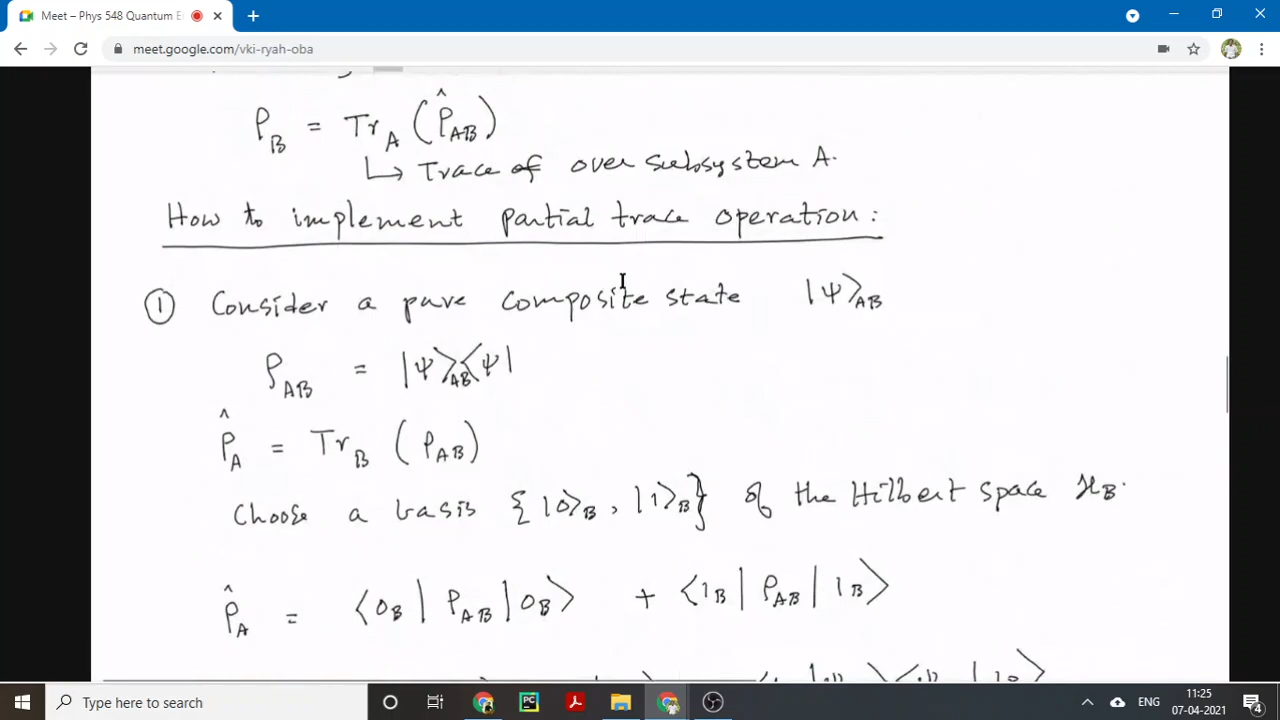 Meet – Phys 548 Quantum E
meet.google.com/vki-ryah-oba
ρ_B = Tr_A (ρ̂_AB)
↳ Trace of over subsystem A.
How to implement partial trace operation:
① Consider a pure composite state |Ψ⟩_AB
ρ_AB = |Ψ⟩_AB⟨Ψ|
ρ̂_A = Tr_B (ρ_AB)
Choose a basis {|0⟩_B, |1⟩_B} of the Hilbert space ℋ_B.
ρ̂_A = ⟨0_B|ρ_AB|0_B⟩ + ⟨1_B|ρ_AB|1_B⟩
Type here to search
ENG
11:25
07-04-2021
4